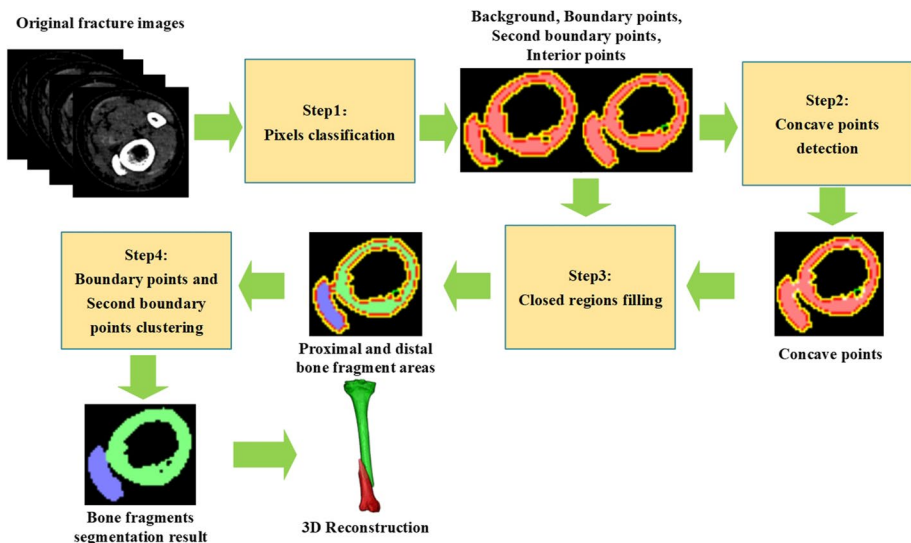 Original fracture images
Step1:
Pixels classification
Background, Boundary points,
Second boundary points,
Interior points
Step2:
Concave points
detection
Concave points
Step3:
Closed regions filling
Proximal and distal
bone fragment areas
Step4:
Boundary points and
Second boundary
points clustering
Bone fragments
segmentation result
3D Reconstruction